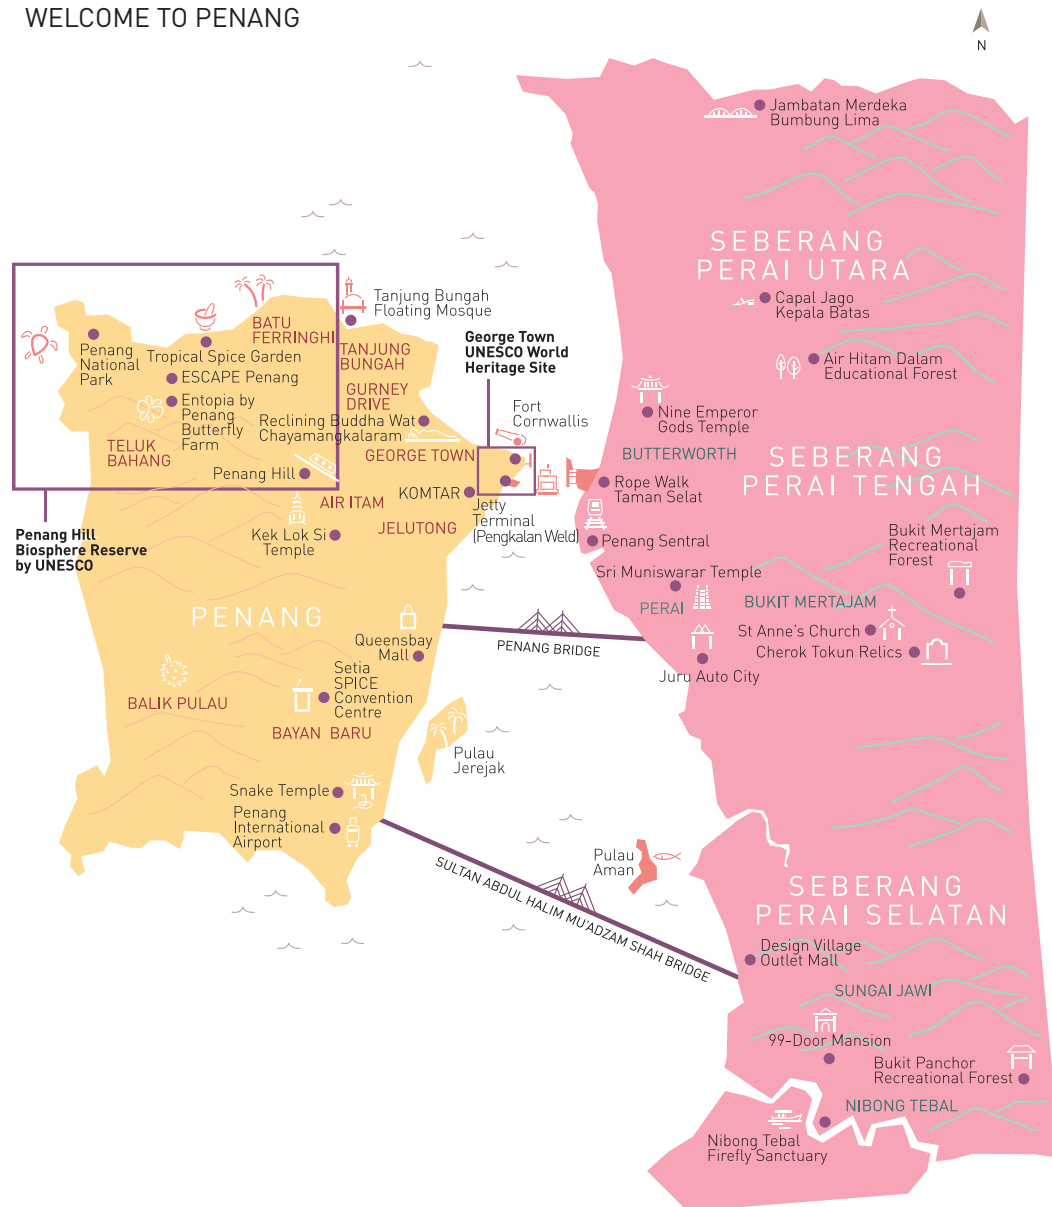 WELCOME TO PENANG
N
Jambatan Merdeka
Bumbung Lima
SEBERANG
PERAI UTARA
Capal Jago
Kepala Batas
Tanjung Bungah
Floating Mosque
BATU
FERRINGHI
Penang
National
Park
Tropical Spice Garden
TANJUNG
BUNGAH
George Town
UNESCO World
Heritage Site
Air Hitam Dalam
Educational Forest
ESCAPE Penang
Entopia by
Penang
Butterfly
Farm
GURNEY
DRIVE
Reclining Buddha Wat
Chayamangkalaram
Fort
Cornwallis
Nine Emperor
Gods Temple
TELUK
BAHANG
GEORGE TOWN
BUTTERWORTH
SEBERANG
PERAI TENGAH
Penang Hill
KOMTAR
Rope Walk
Taman Selat
AIR ITAM
Jetty
Terminal
(Pengkalan Weld)
JELUTONG
Penang Hill
Biosphere Reserve
by UNESCO
Kek Lok Si
Temple
Penang Sentral
Bukit Mertajam
Recreational
Forest
Sri Muniswarar Temple
PERAI
BUKIT MERTAJAM
PENANG
St Anne's Church
Queensbay
Mall
PENANG BRIDGE
Cherok Tokun Relics
Juru Auto City
Setia
SPICE
Convention
Centre
BALIK PULAU
BAYAN BARU
Pulau
Jerejak
Snake Temple
Penang
International
Airport
Pulau
Aman
SULTAN ABDUL HALIM MU'ADZAM SHAH BRIDGE
SEBERANG
PERAI SELATAN
Design Village
Outlet Mall
SUNGAI JAWI
99-Door Mansion
Bukit Panchor
Recreational Forest
NIBONG TEBAL
Nibong Tebal
Firefly Sanctuary